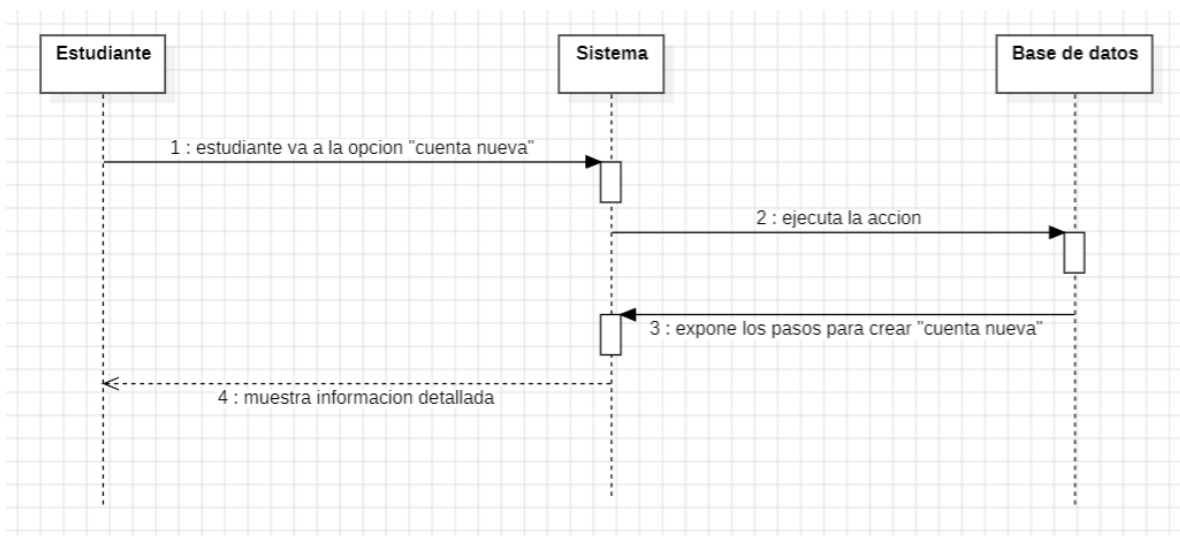 Estudiante
Sistema
Base de datos
1 : estudiante va a la opcion "cuenta nueva"
2 : ejecuta la accion
3 : expone los pasos para crear "cuenta nueva"
4 : muestra informacion detallada